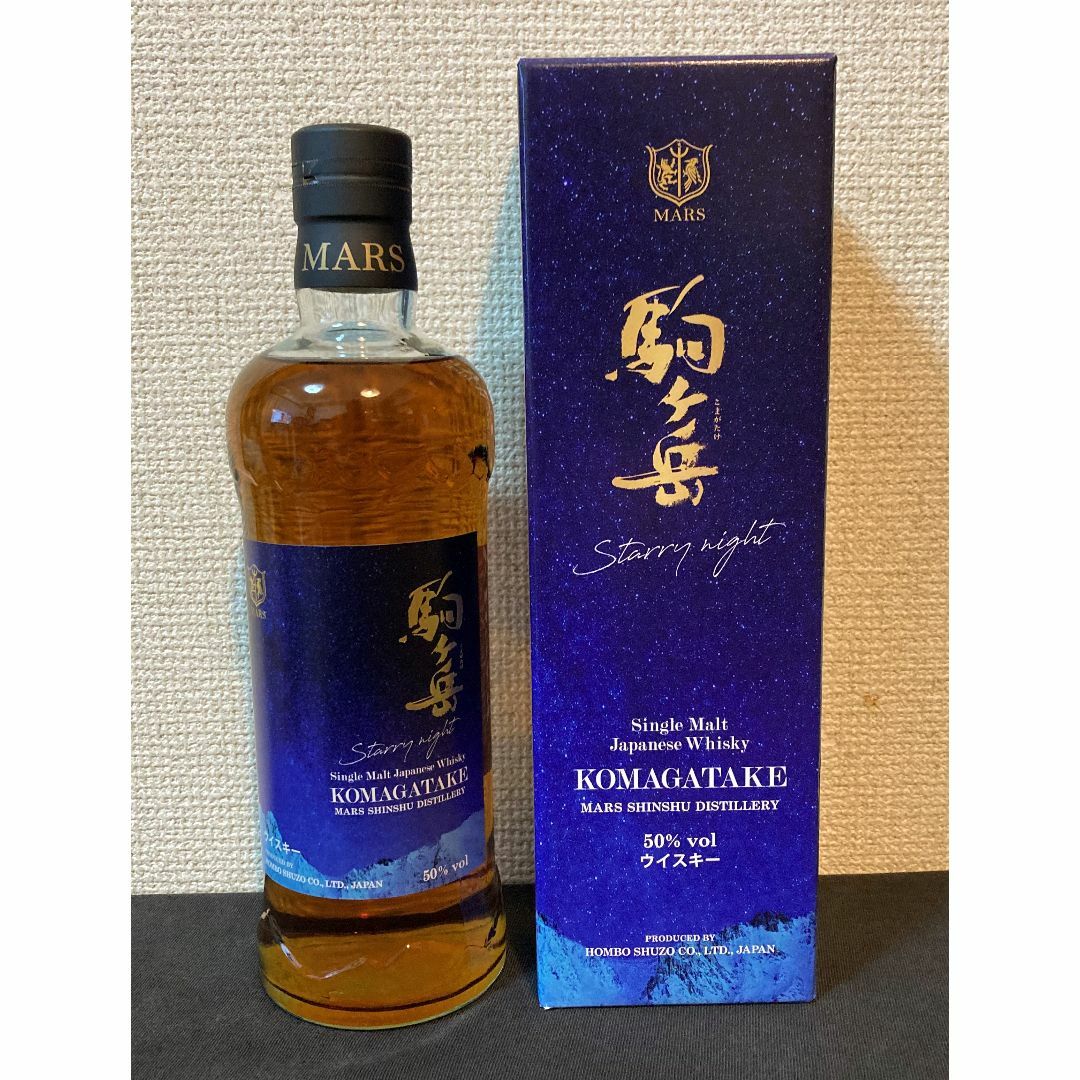 MARS
MARS
駒ヶ岳
Starry night
Single Malt Japanese Whisky
KOMAGATAKE
MARS SHINSHU DISTILLERY
ウイスキー
PRODUCED BY
HOMBO SHUZO CO., LTD., JAPAN
50% vol
MARS
駒ヶ岳
こまがたけ
Starry night
Single Malt
Japanese Whisky
KOMAGATAKE
MARS SHINSHU DISTILLERY
50% vol
ウイスキー
PRODUCED BY
HOMBO SHUZO CO., LTD., JAPAN